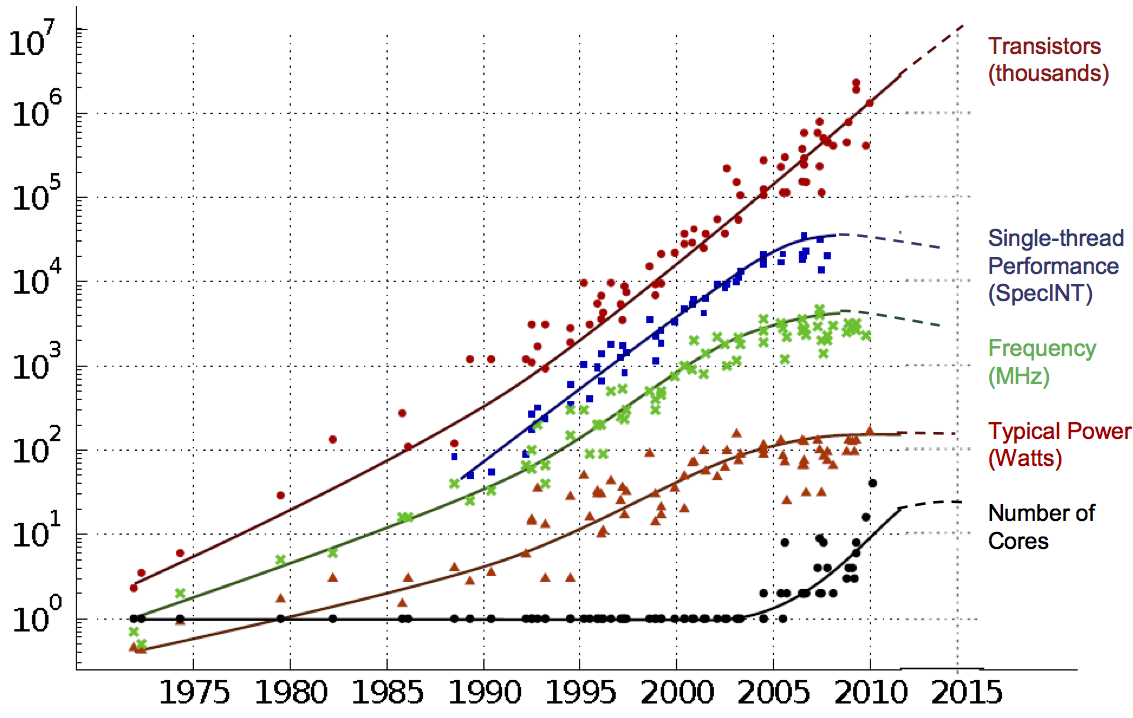 10^7
10^6
10^5
10^4
10^3
10^2
10^1
10^0
Transistors
(thousands)
Single-thread
Performance
(SpecINT)
Frequency
(MHz)
Typical Power
(Watts)
Number of
Cores
1975 1980 1985 1990 1995 2000 2005 2010 2015